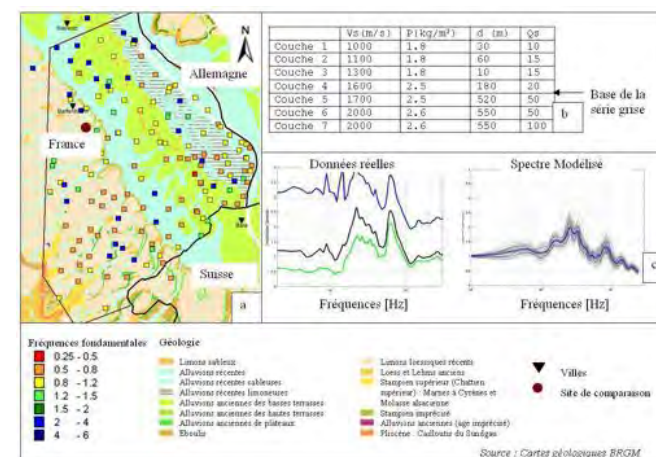 N
Allemagne
France
Suisse
a
Vs(m/s) P(kg/m³) d (m) Qs
Couche 1 1000 1.8 30 10
Couche 2 1100 1.8 60 15
Couche 3 1300 1.8 10 15
Couche 4 1600 2.5 180 20
Couche 5 1700 2.5 520 50
Couche 6 2000 2.6 550 50
Couche 7 2000 2.6 550 100
Base de la
série grise
b
Données réelles
Spectre Modélisé
Fréquences [Hz]
Fréquences [Hz]
c
Fréquences fondamentales
0.25 - 0.5
0.5 - 0.8
0.8 - 1.2
1.2 - 1.5
1.5 - 2
2 - 4
4 - 6
Géologie
Limons sableux
Alluvions récentes
Alluvions récentes sableuses
Alluvions récentes limoneuses
Alluvions anciennes des basses terrasses
Alluvions anciennes des hautes terrasses
Alluvions anciennes de plateaux
Eboulis
Limons loessiques récents
Loess et Lehms anciens
Stampien supérieur (Chattien
supérieur) : Marnes à Cyrènes et
Molasse alsacienne
Stampien imprécisé
Alluvions anciennes (age imprécisé)
Pliocène : Cailloutis du Sundgau
Villes
Site de comparaison
Source : Cartes géologiques BRGM